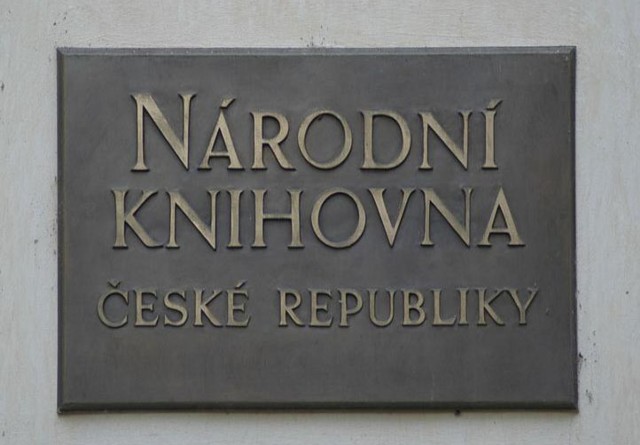 NÁRODNÍ
KNIHOVNA
ČESKÉ REPUBLIKY